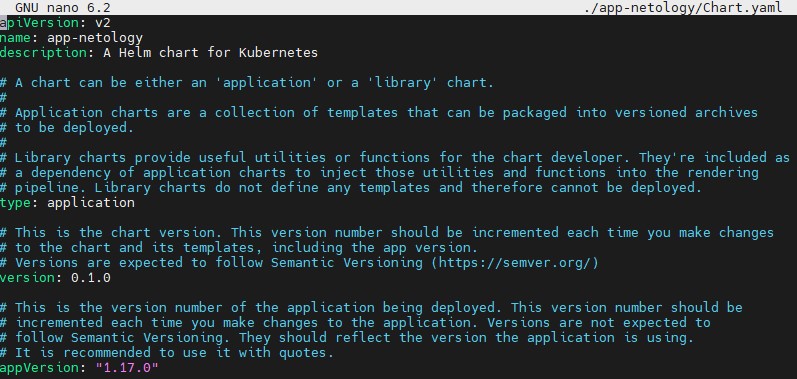 GNU nano 6.2 ./app-netology/Chart.yaml
apiVersion: v2
name: app-netology
description: A Helm chart for Kubernetes
# A chart can be either an 'application' or a 'library' chart.
#
# Application charts are a collection of templates that can be packaged into versioned archives
# to be deployed.
#
# Library charts provide useful utilities or functions for the chart developer. They're included as
# a dependency of application charts to inject those utilities and functions into the rendering
# pipeline. Library charts do not define any templates and therefore cannot be deployed.
type: application
# This is the chart version. This version number should be incremented each time you make changes
# to the chart and its templates, including the app version.
# Versions are expected to follow Semantic Versioning (https://semver.org/)
version: 0.1.0
# This is the version number of the application being deployed. This version number should be
# incremented each time you make changes to the application. Versions are not expected to
# follow Semantic Versioning. They should reflect the version the application is using.
# It is recommended to use it with quotes.
appVersion: "1.17.0"